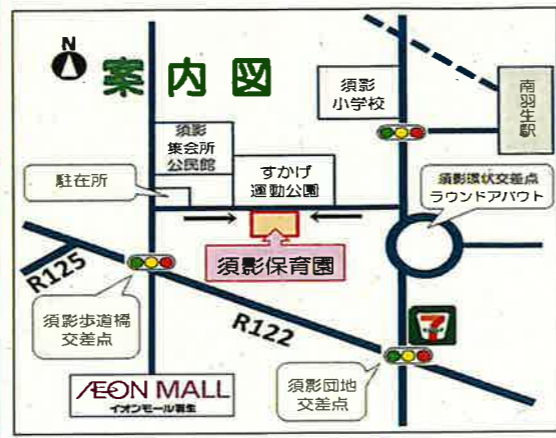 N
案内図
須影
小学校
南羽生駅
須影
集会所
公民館
すかげ
運動公園
駐在所
須影環状交差点
ラウンドアバウト
須影保育園
R125
R122
須影歩道橋
交差点
7
ÆON MALL
イオンモール羽生
須影団地
交差点